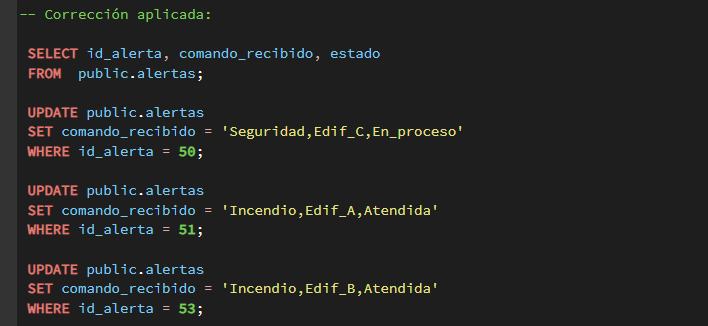 -- Corrección aplicada:
SELECT id_alerta, comando_recibido, estado
FROM  public.alertas;
UPDATE public.alertas
SET comando_recibido = 'Seguridad,Edif_C,En_proceso'
WHERE id_alerta = 50;
UPDATE public.alertas
SET comando_recibido = 'Incendio,Edif_A,Atendida'
WHERE id_alerta = 51;
UPDATE public.alertas
SET comando_recibido = 'Incendio,Edif_B,Atendida'
WHERE id_alerta = 53;